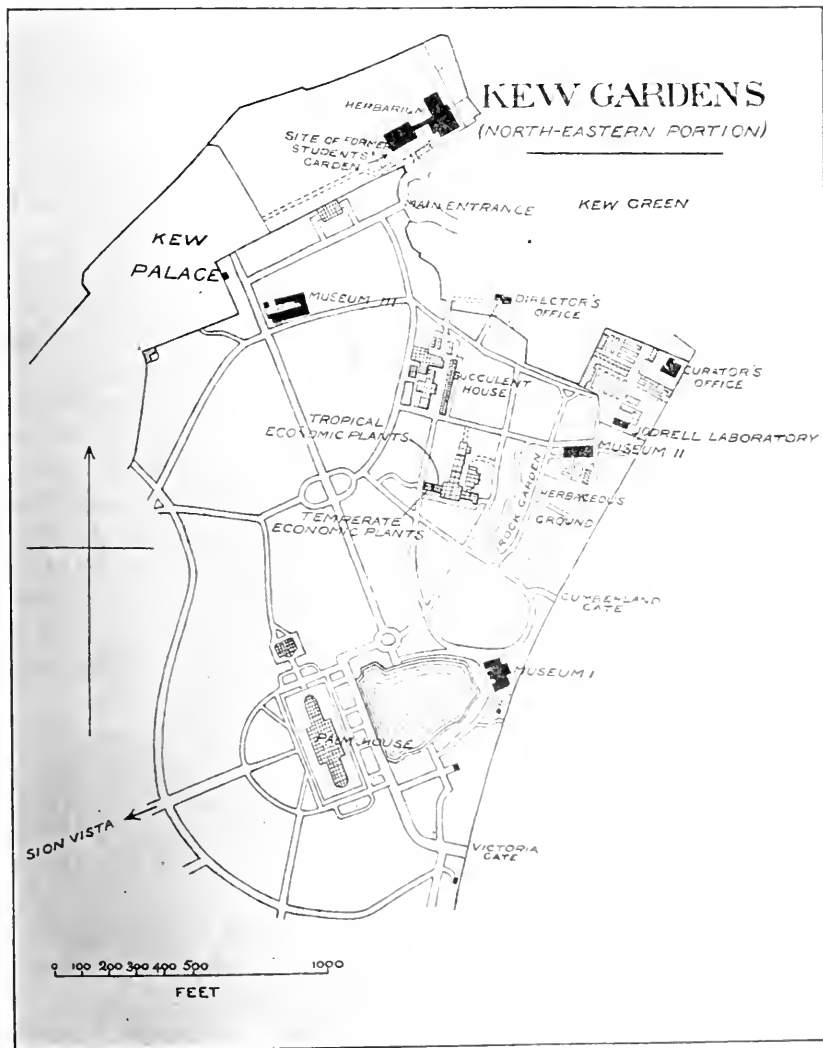 KEW GARDENS
(NORTH-EASTERN PORTION)
HERBARIUM
SITE OF FORMER
STUDENTS'
GARDEN
MAIN ENTRANCE
KEW GREEN
KEW
PALACE
MUSEUM III
DIRECTOR'S
OFFICE
CURATOR'S
OFFICE
SUCCULENT
HOUSE
TROPICAL
ECONOMIC PLANTS
JODRELL LABORATORY
MUSEUM II
ROCK GARDEN
HERBACEOUS
GROUND
TEMPERATE
ECONOMIC PLANTS
CUMBERLAND
GATE
MUSEUM I
PALM HOUSE
SION VISTA
VICTORIA
GATE
0 100 200 300 400 500 1000
FEET